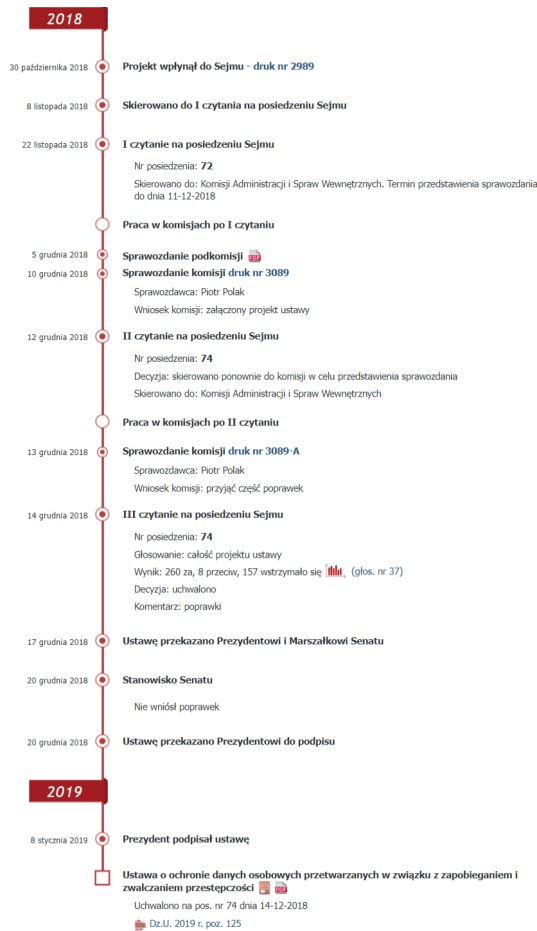 2018
30 października 2018 Projekt wpłynął do Sejmu - druk nr 2989
8 listopada 2018 Skierowano do I czytania na posiedzeniu Sejmu
22 listopada 2018 I czytanie na posiedzeniu Sejmu
Nr posiedzenia: 72
Skierowano do: Komisji Administracji i Spraw Wewnętrznych. Termin przedstawienia sprawozdania
do dnia 11-12-2018
Praca w komisjach po I czytaniu
5 grudnia 2018 Sprawozdanie podkomisji
10 grudnia 2018 Sprawozdanie komisji druk nr 3089
Sprawozdawca: Piotr Polak
Wniosek komisji: załączony projekt ustawy
12 grudnia 2018 II czytanie na posiedzeniu Sejmu
Nr posiedzenia: 74
Decyzja: skierowano ponownie do komisji w celu przedstawienia sprawozdania
Skierowano do: Komisji Administracji i Spraw Wewnętrznych
Praca w komisjach po II czytaniu
13 grudnia 2018 Sprawozdanie komisji druk nr 3089-A
Sprawozdawca: Piotr Polak
Wniosek komisji: przyjąć część poprawek
14 grudnia 2018 III czytanie na posiedzeniu Sejmu
Nr posiedzenia: 74
Głosowanie: całość projektu ustawy
Wynik: 260 za, 8 przeciw, 157 wstrzymało się (głos. nr 37)
Decyzja: uchwalono
Komentarz: poprawki
17 grudnia 2018 Ustawę przekazano Prezydentowi i Marszałkowi Senatu
20 grudnia 2018 Stanowisko Senatu
Nie wniósł poprawek
20 grudnia 2018 Ustawę przekazano Prezydentowi do podpisu
2019
8 stycznia 2019 Prezydent podpisał ustawę
Ustawa o ochronie danych osobowych przetwarzanych w związku z zapobieganiem i
zwalczaniem przestępczości
Uchwalono na pos. nr 74 dnia 14-12-2018
Dz.U. 2019 r. poz. 125